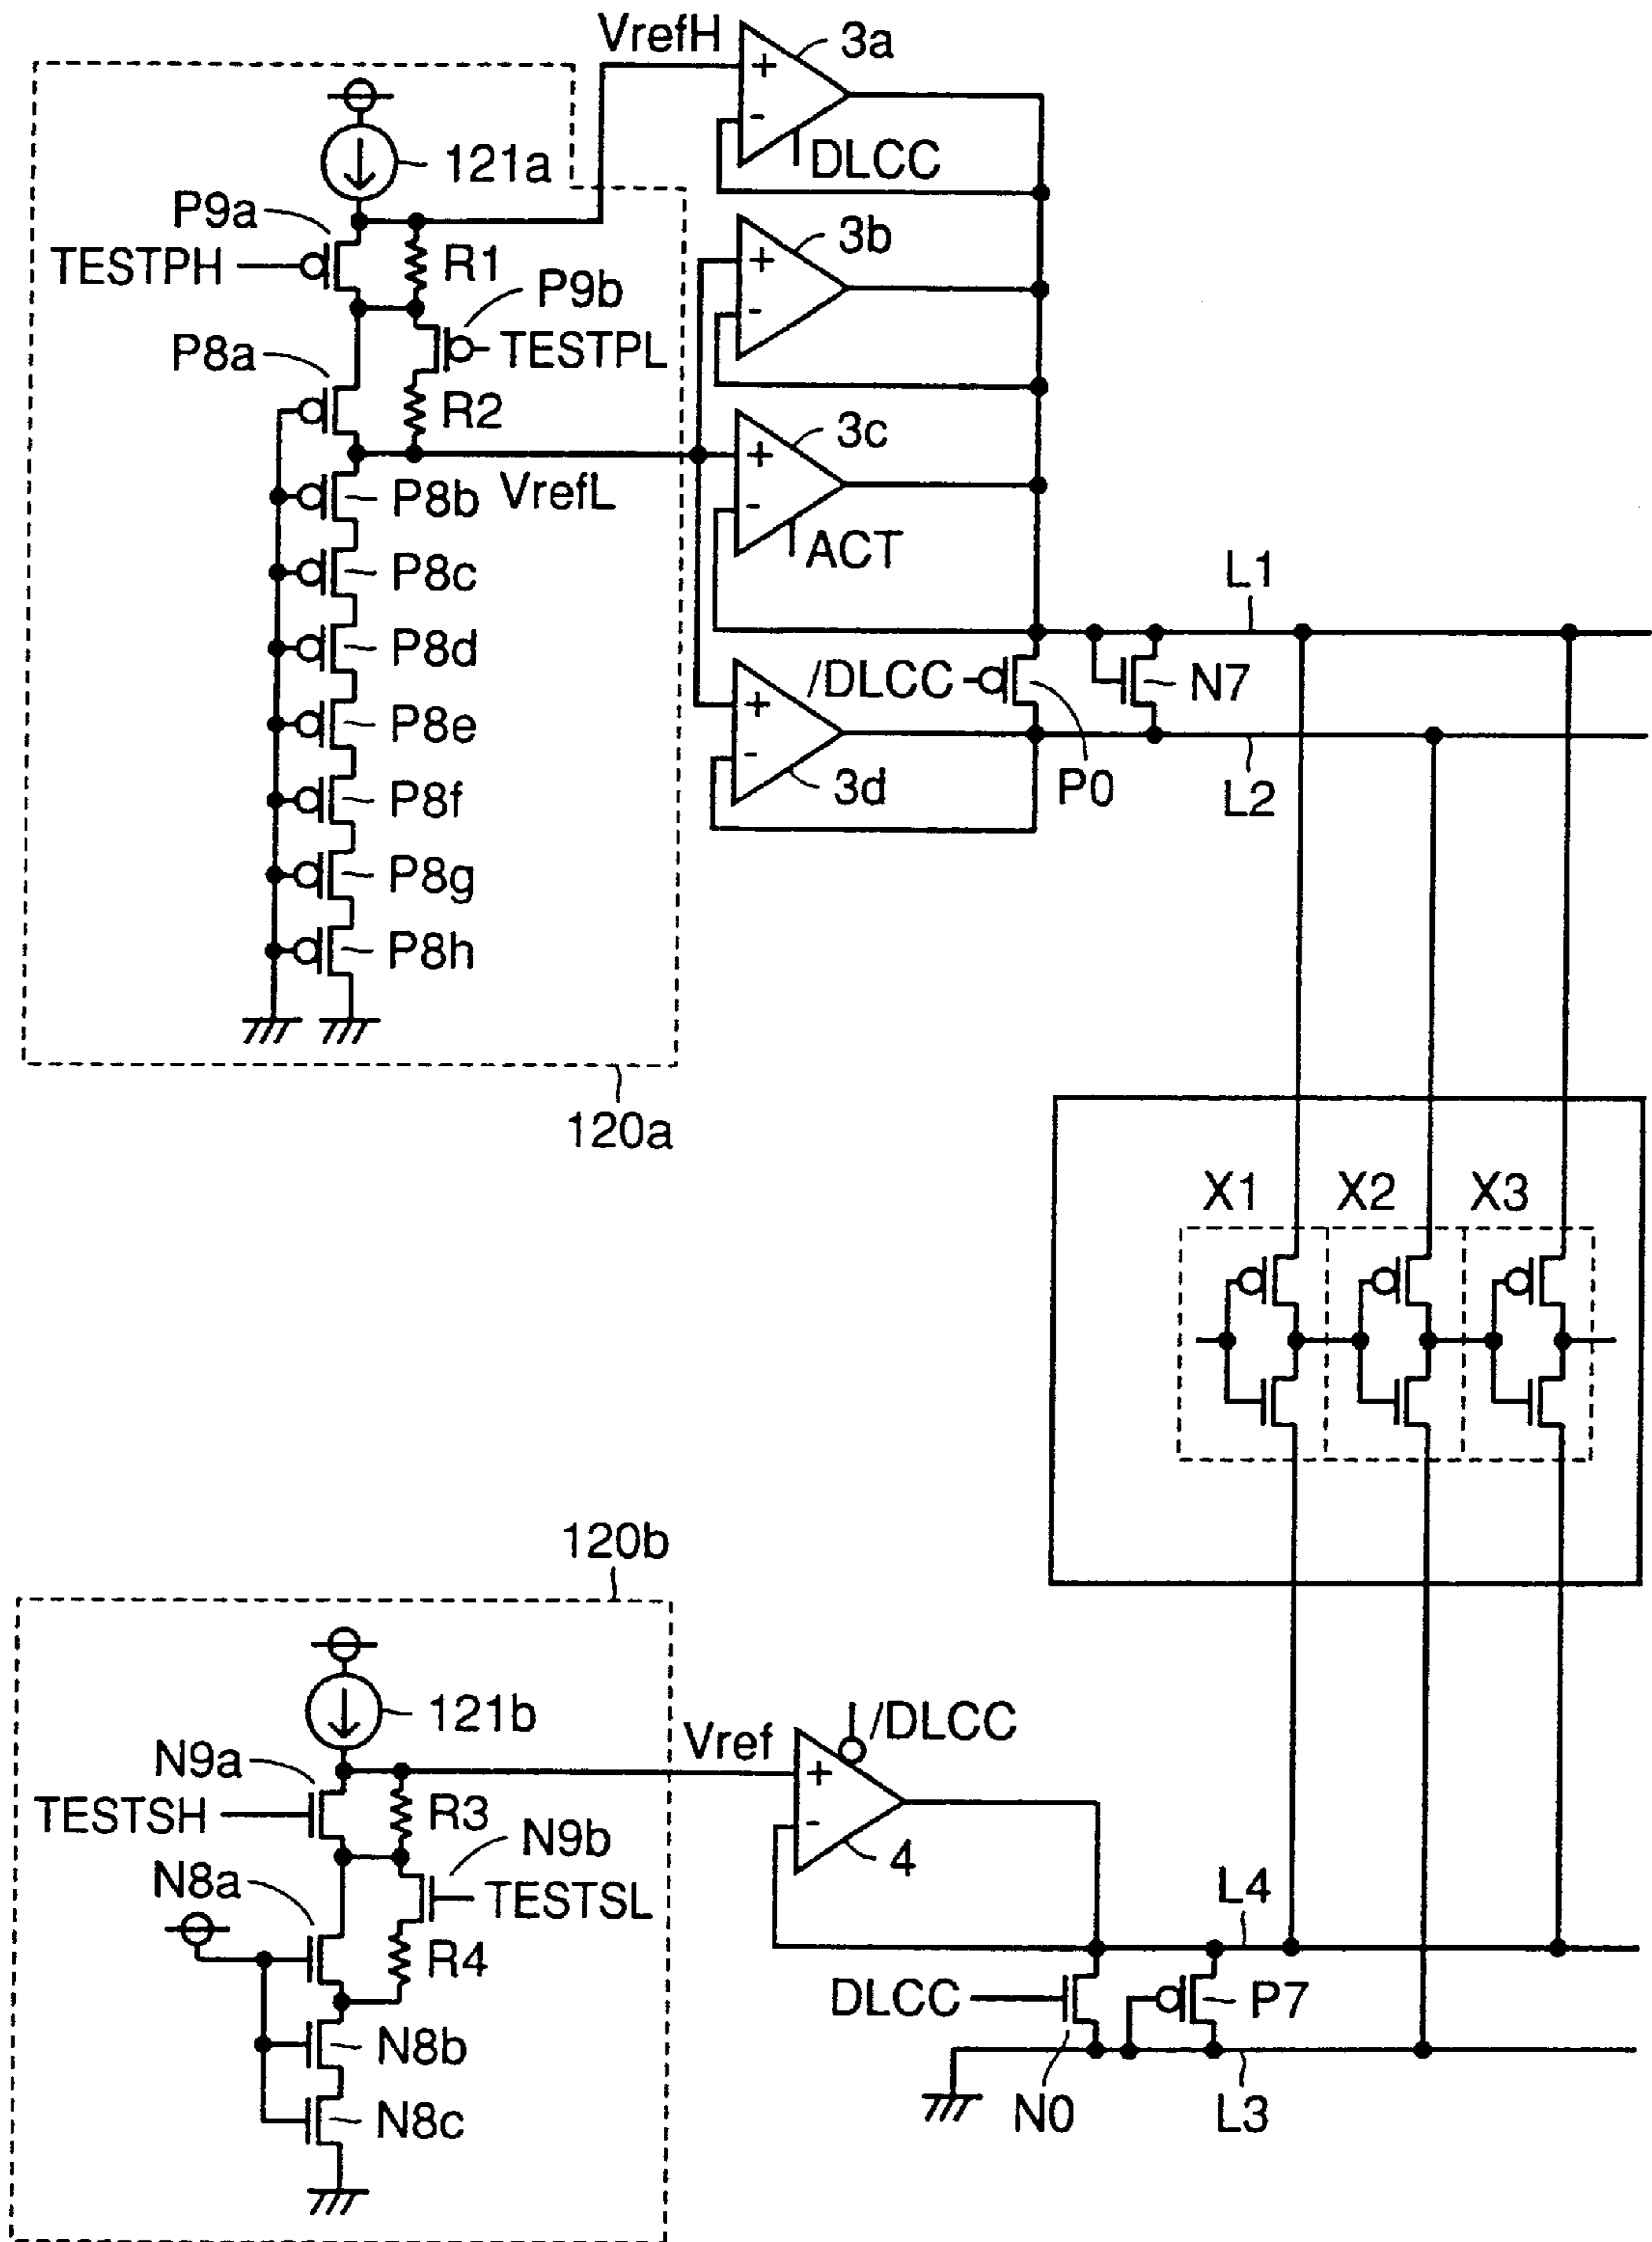 VrefH
3a
DLCC
121a
P9a
TESTPH
R1
P9b
TESTPL
P8a
R2
VrefL
3b
3c
ACT
P8b
P8c
P8d
P8e
P8f
P8g
P8h
120a
L1
/DLCC
N7
3d
P0
L2
X1 X2 X3
120b
121b
N9a
TESTSH
R3
N9b
TESTSL
N8a
R4
N8b
N8c
Vref
/DLCC
4
L4
DLCC
P7
N0
L3
+
-
+
-
+
-
+
-
+
-